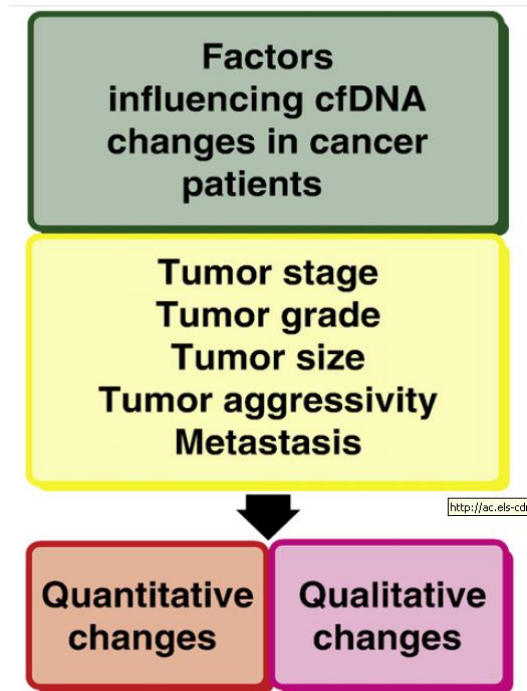 Factors
influencing cfDNA
changes in cancer
patients
Tumor stage
Tumor grade
Tumor size
Tumor aggressivity
Metastasis
http://ac.els-cd
Quantitative
changes
Qualitative
changes